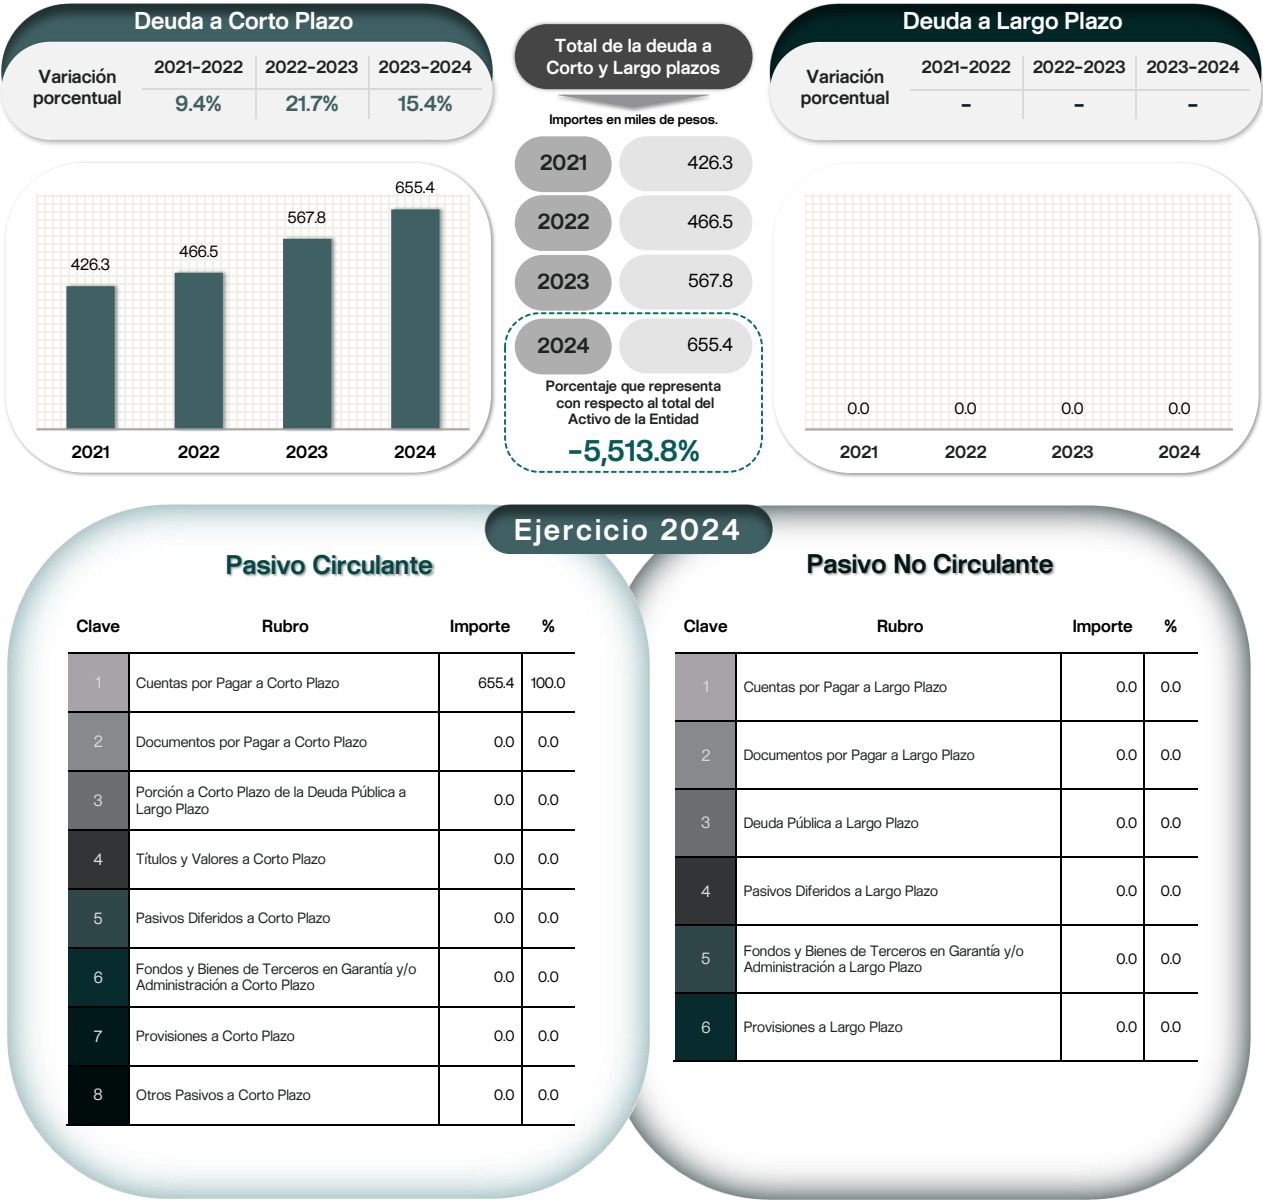 Deuda a Corto Plazo
Variación porcentual
2021-2022 2022-2023 2023-2024
9.4% 21.7% 15.4%
426.3
466.5
567.8
655.4
2021 2022 2023 2024
Total de la deuda a
Corto y Largo plazos
Importes en miles de pesos.
2021 426.3
2022 466.5
2023 567.8
2024 655.4
Porcentaje que representa
con respecto al total del
Activo de la Entidad
-5,513.8%
Deuda a Largo Plazo
Variación porcentual
2021-2022 2022-2023 2023-2024
- - -
0.0 0.0 0.0 0.0
2021 2022 2023 2024
Ejercicio 2024
Pasivo Circulante
Clave Rubro Importe %
1 Cuentas por Pagar a Corto Plazo 655.4 100.0
2 Documentos por Pagar a Corto Plazo 0.0 0.0
3 Porción a Corto Plazo de la Deuda Pública a
Largo Plazo 0.0 0.0
4 Títulos y Valores a Corto Plazo 0.0 0.0
5 Pasivos Diferidos a Corto Plazo 0.0 0.0
6 Fondos y Bienes de Terceros en Garantía y/o
Administración a Corto Plazo 0.0 0.0
7 Provisiones a Corto Plazo 0.0 0.0
8 Otros Pasivos a Corto Plazo 0.0 0.0
Pasivo No Circulante
Clave Rubro Importe %
1 Cuentas por Pagar a Largo Plazo 0.0 0.0
2 Documentos por Pagar a Largo Plazo 0.0 0.0
3 Deuda Pública a Largo Plazo 0.0 0.0
4 Pasivos Diferidos a Largo Plazo 0.0 0.0
5 Fondos y Bienes de Terceros en Garantía y/o
Administración a Largo Plazo 0.0 0.0
6 Provisiones a Largo Plazo 0.0 0.0